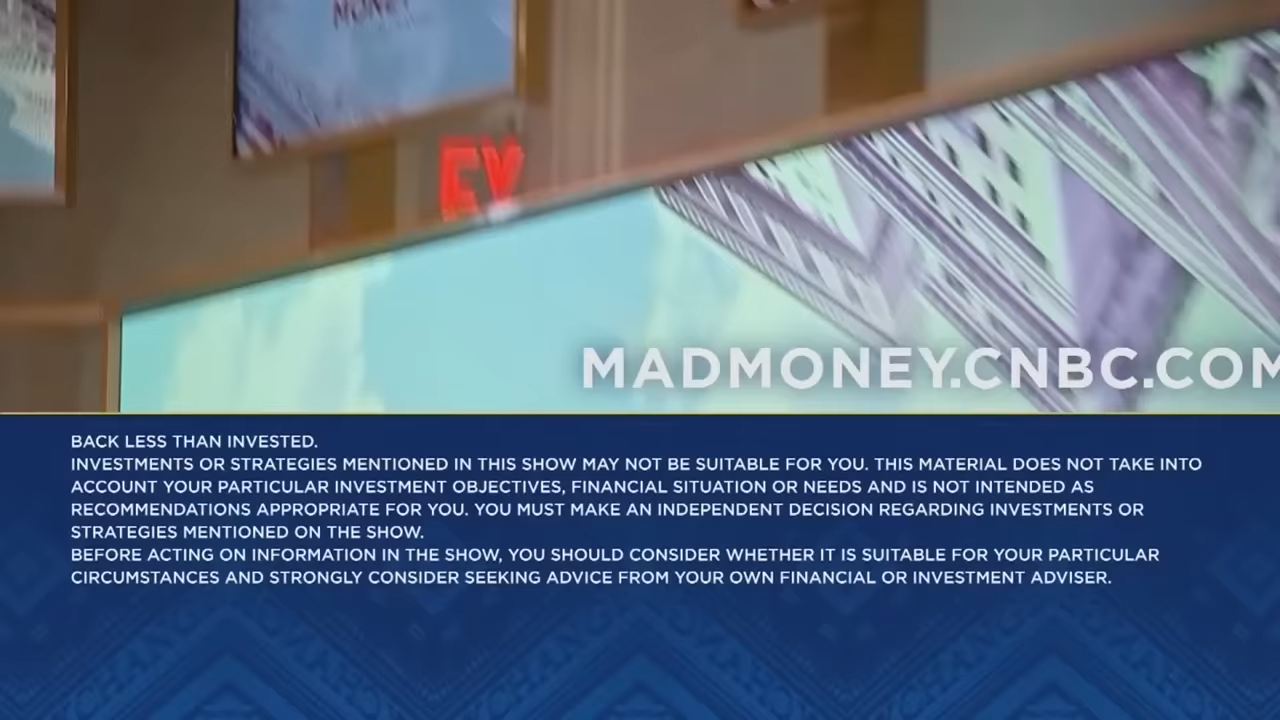 MONEY
EY
MADMONEY.CNBC.COM
BACK LESS THAN INVESTED.
INVESTMENTS OR STRATEGIES MENTIONED IN THIS SHOW MAY NOT BE SUITABLE FOR YOU. THIS MATERIAL DOES NOT TAKE INTO
ACCOUNT YOUR PARTICULAR INVESTMENT OBJECTIVES, FINANCIAL SITUATION OR NEEDS AND IS NOT INTENDED AS
RECOMMENDATIONS APPROPRIATE FOR YOU. YOU MUST MAKE AN INDEPENDENT DECISION REGARDING INVESTMENTS OR
STRATEGIES MENTIONED ON THE SHOW.
BEFORE ACTING ON INFORMATION IN THE SHOW, YOU SHOULD CONSIDER WHETHER IT IS SUITABLE FOR YOUR PARTICULAR
CIRCUMSTANCES AND STRONGLY CONSIDER SEEKING ADVICE FROM YOUR OWN FINANCIAL OR INVESTMENT ADVISER.